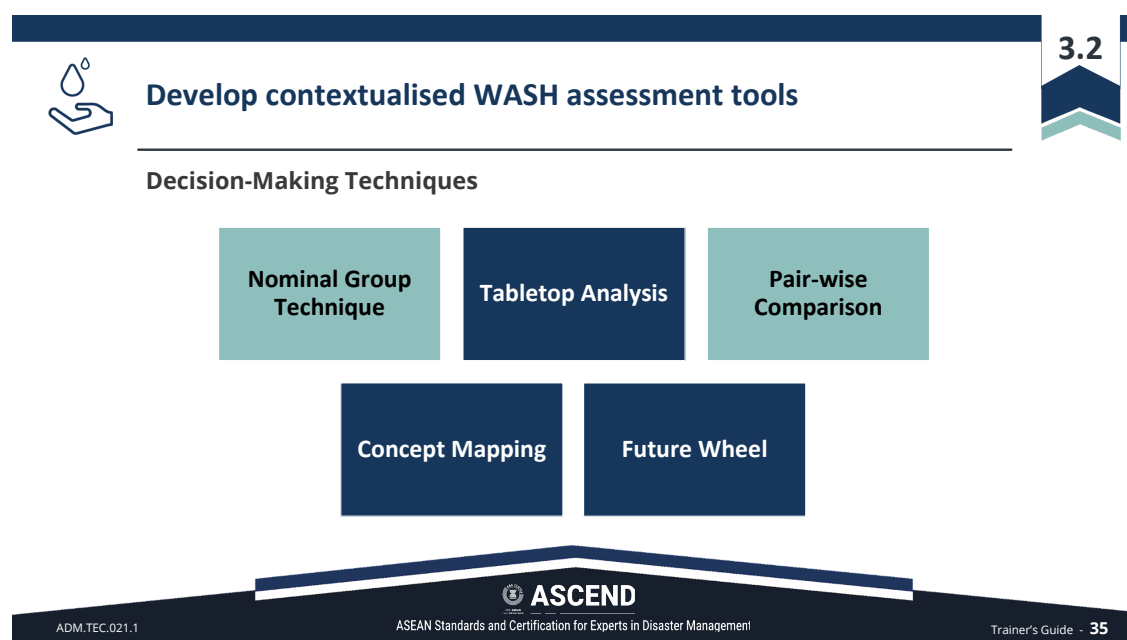 3.2
Develop contextualised WASH assessment tools
Decision-Making Techniques
Nominal Group
Technique
Tabletop Analysis
Pair-wise
Comparison
Concept Mapping
Future Wheel
ASCEND
ADM.TEC.021.1
ASEAN Standards and Certification for Experts in Disaster Management
Trainer's Guide - 35